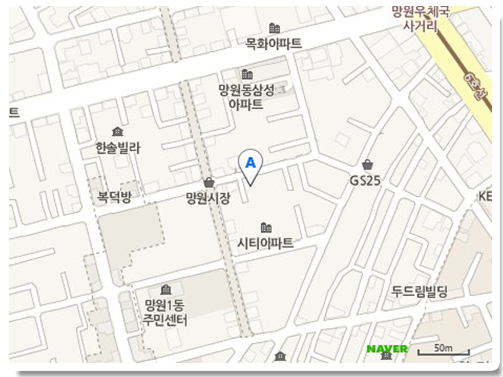 망원우체국
사거리
6호선
목화아파트
망원동삼성
아파트
트
한솔빌라
A
GS25
복덕방
망원시장
KE
시티아파트
두드림빌딩
망원1동
주민센터
NAVER
50m